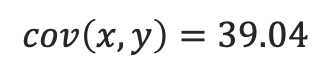 cov(x, y) = 39.04